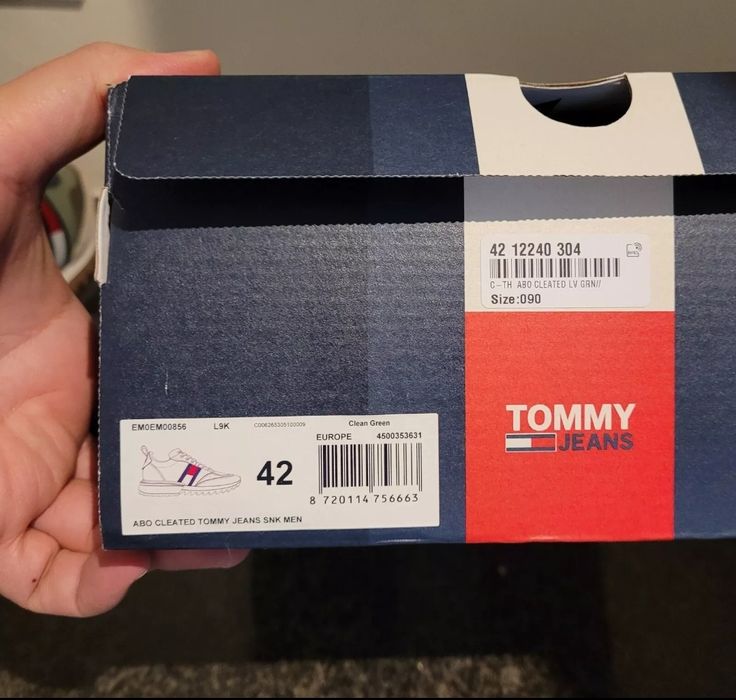 42 12240 304
C-TH ABO CLEATED LV GRN//
Size:090
TOMMY
JEANS
EM0EM00856 L9K C006265305100009 Clean Green
EUROPE 4500353631
42
8 720114 756663
ABO CLEATED TOMMY JEANS SNK MEN